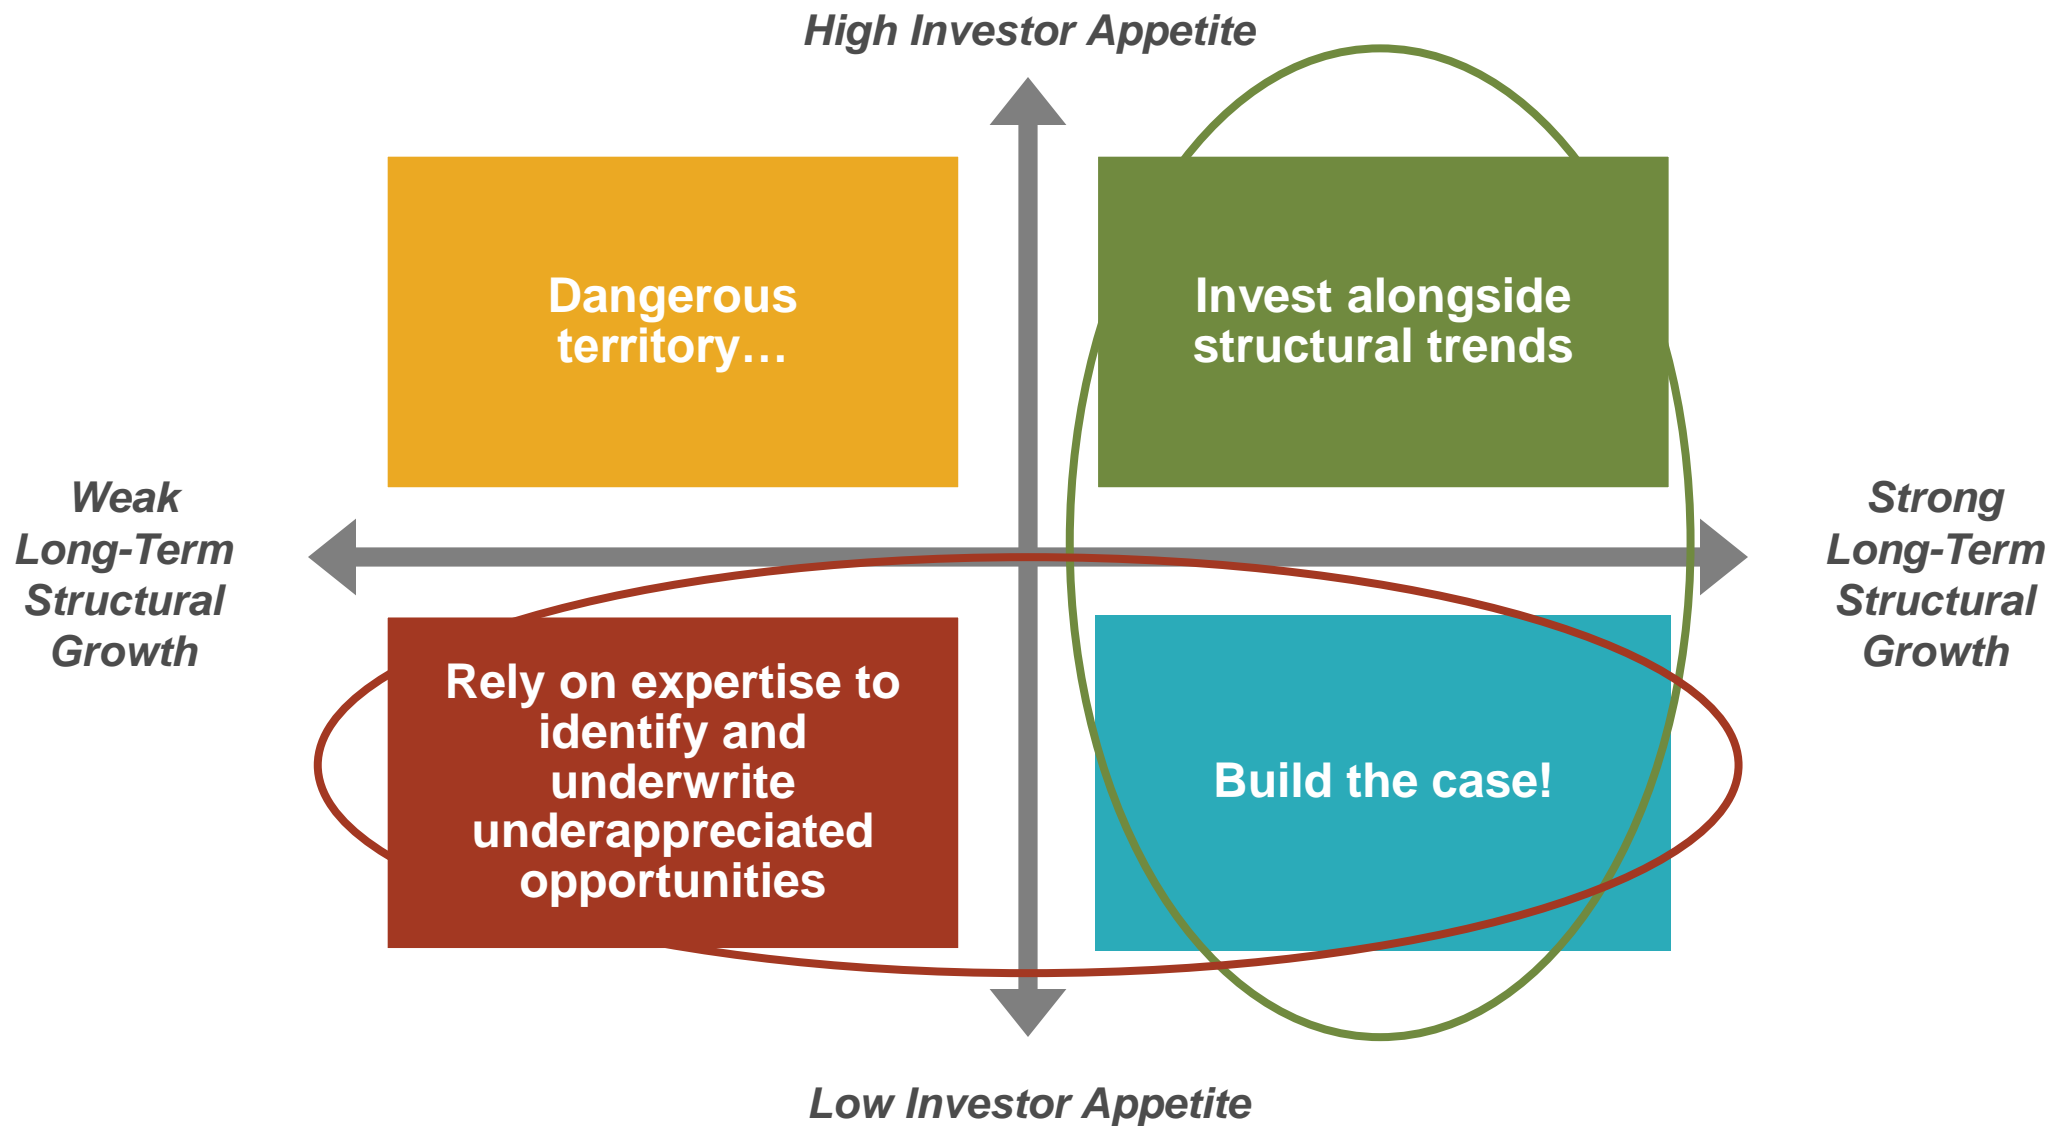 High Investor Appetite
Dangerous
territory…
Invest alongside
structural trends
Weak
Long-Term
Structural
Growth
Strong
Long-Term
Structural
Growth
Rely on expertise to
identify and
underwrite
underappreciated
opportunities
Build the case!
Low Investor Appetite